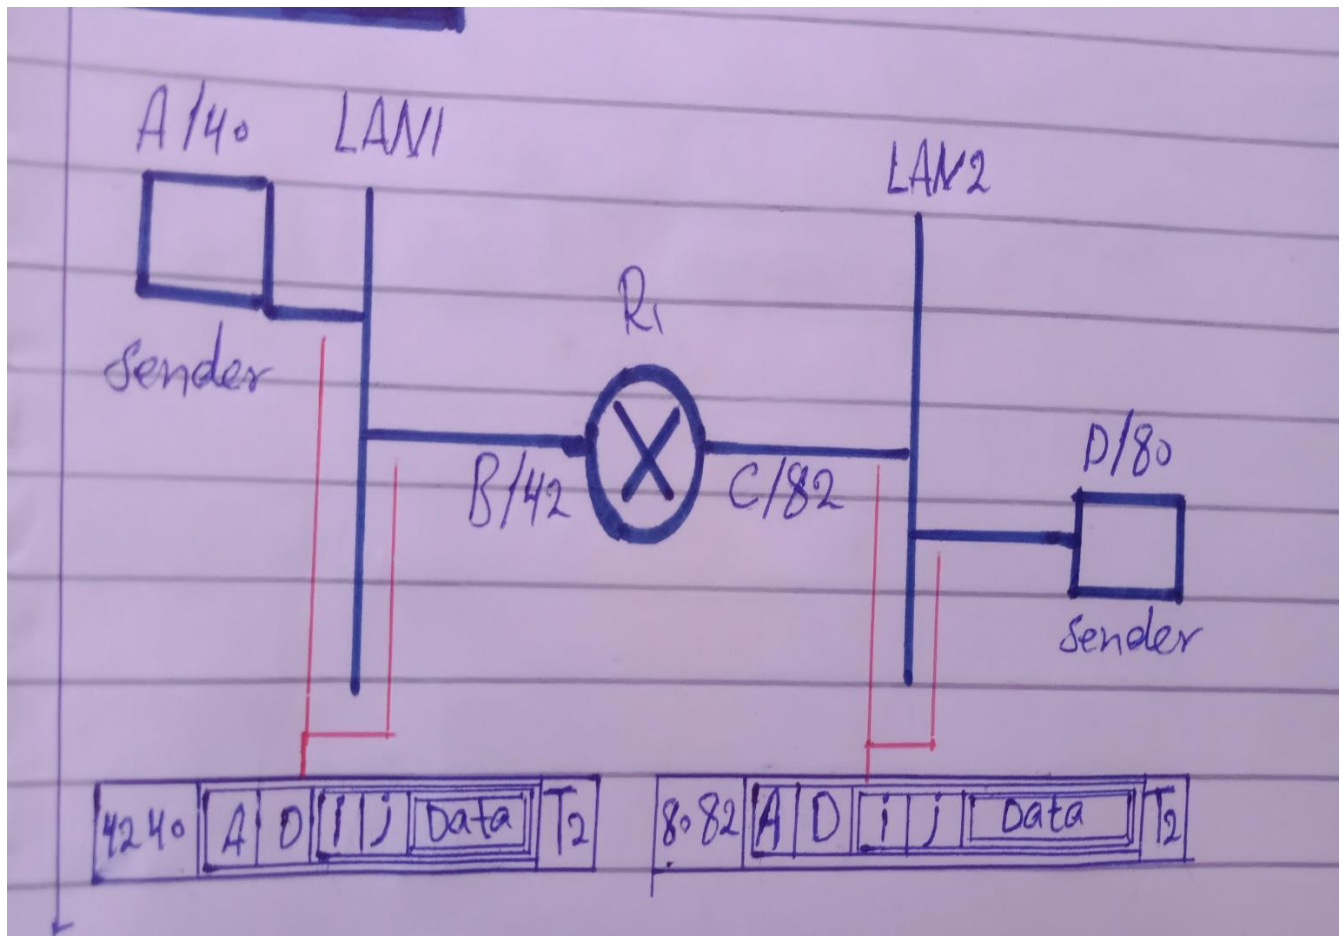 A/40 LAN1
LAN2
R1
Sender
D/80
B/42 C/82
Sender
42 40 A D i j Data T2
80 82 A D i j Data T2